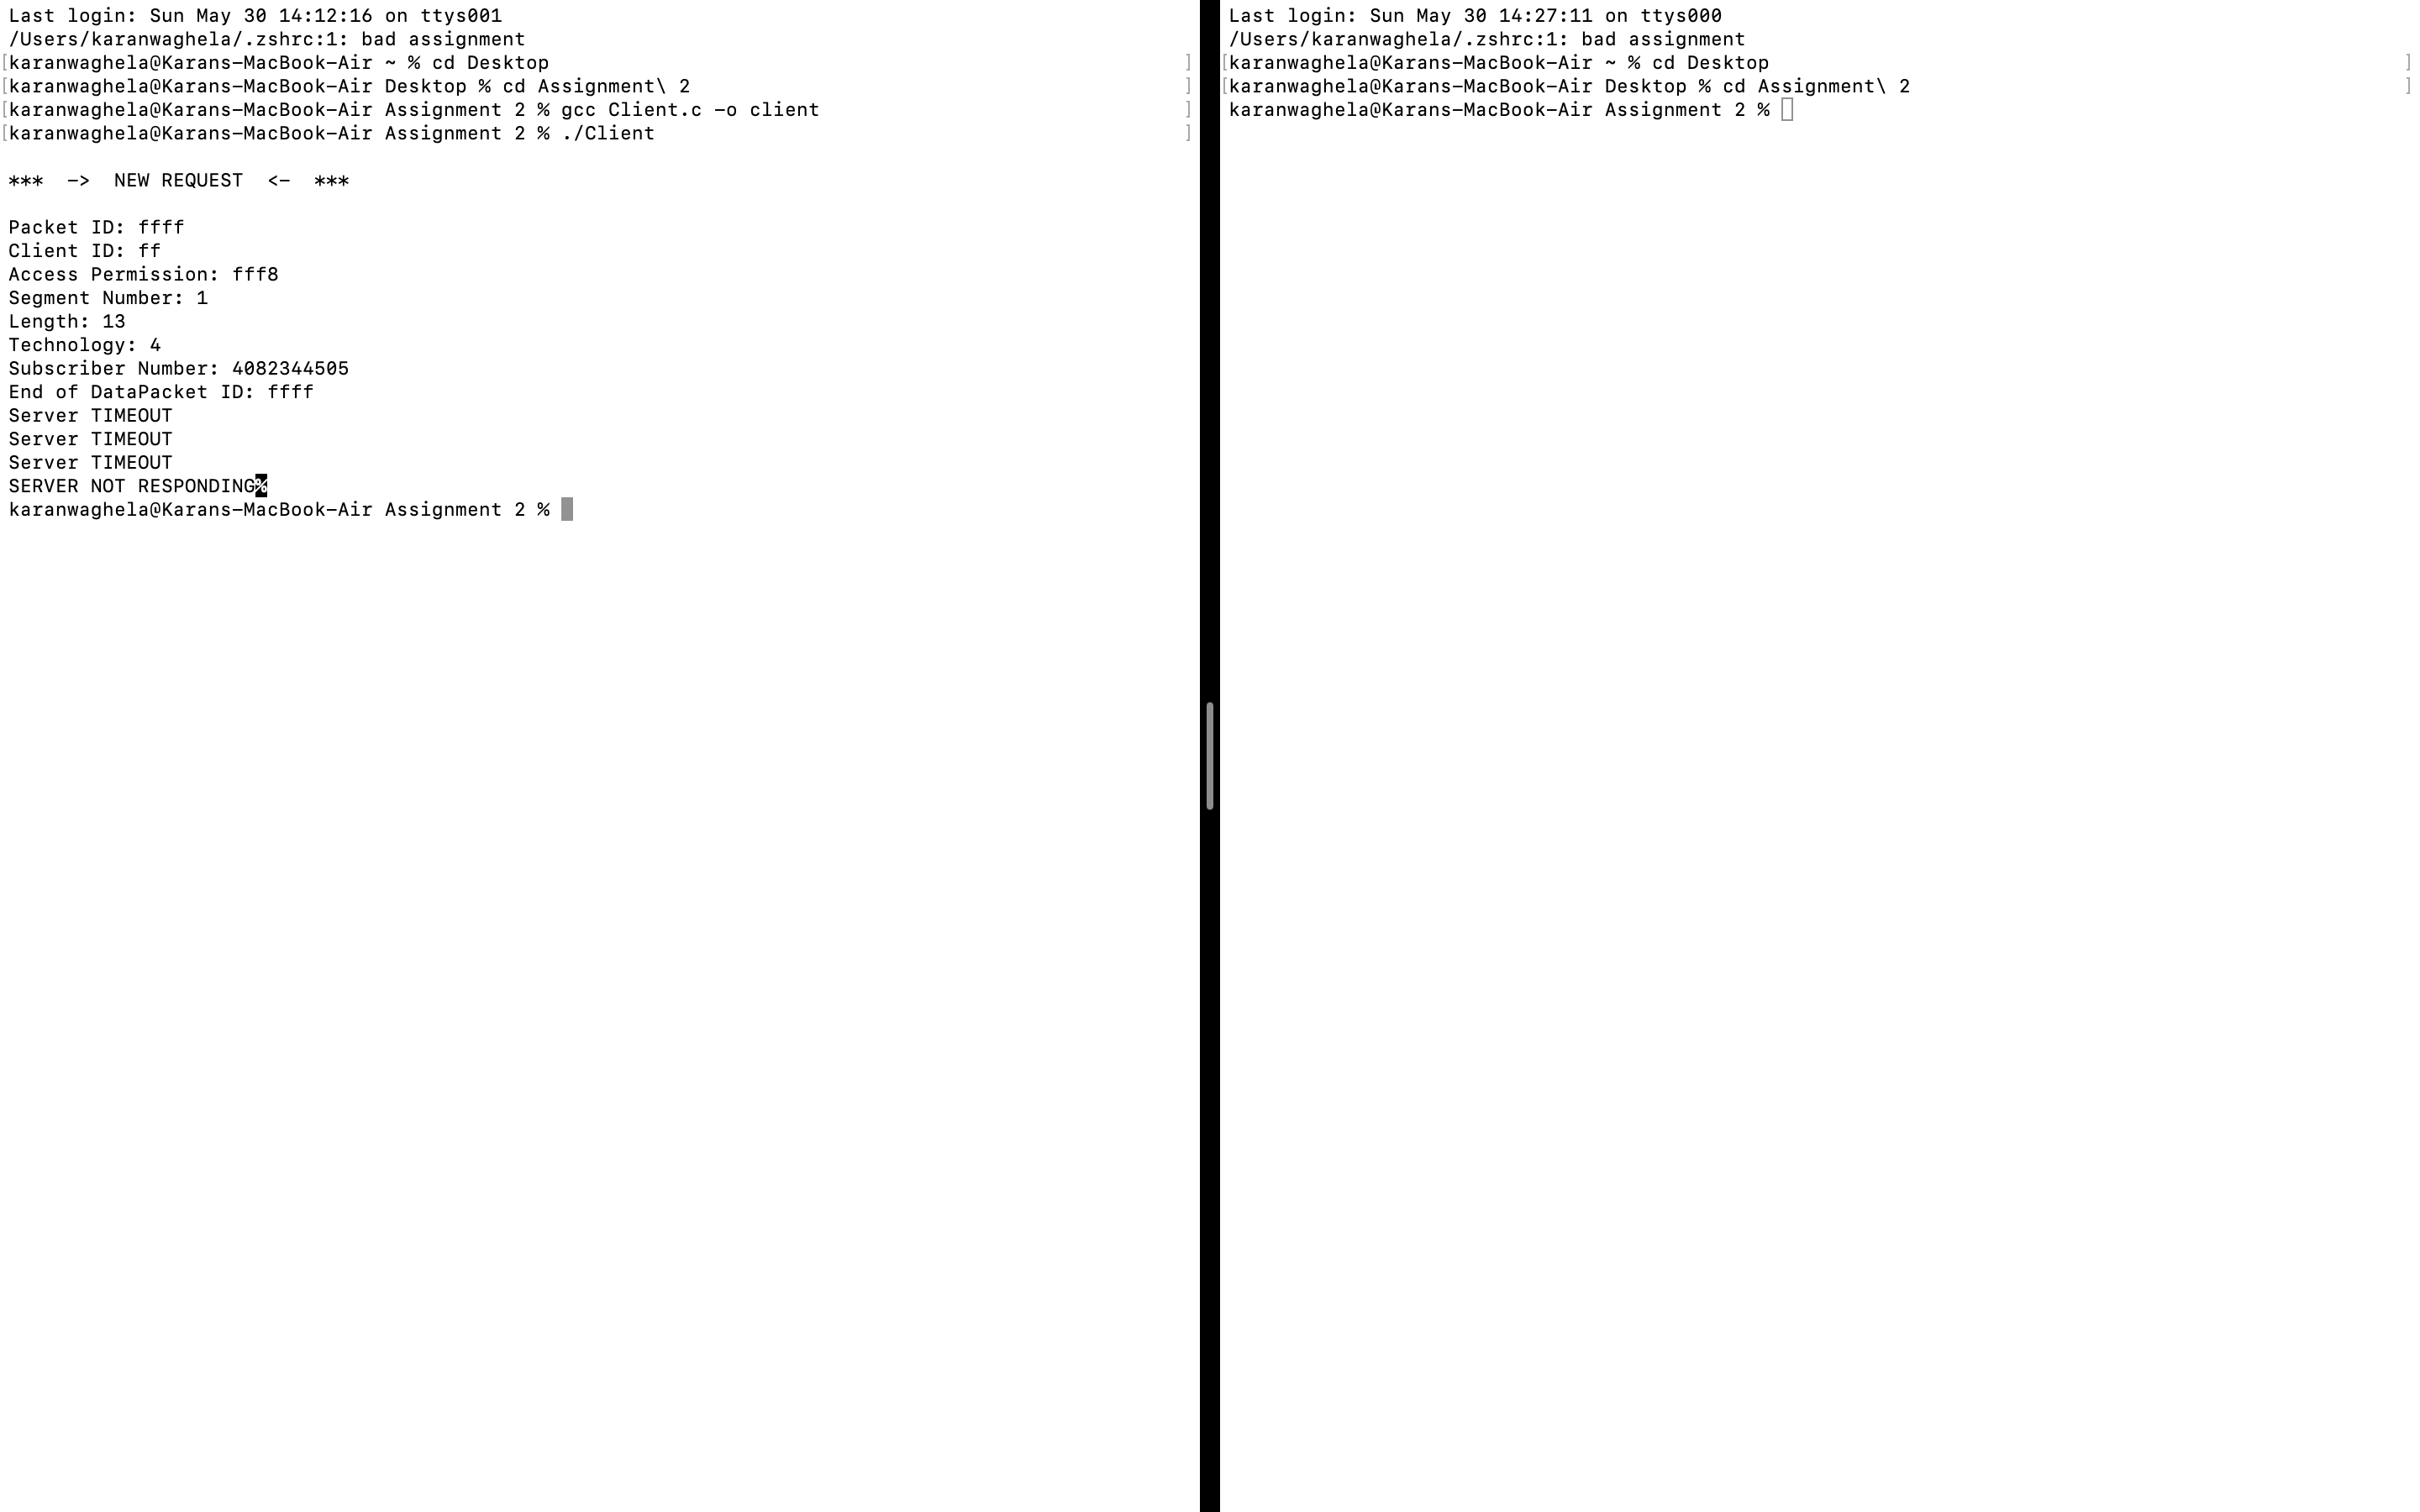 Last login: Sun May 30 14:12:16 on ttys001
/Users/karanwaghela/.zshrc:1: bad assignment
[karanwaghela@Karans-MacBook-Air ~ % cd Desktop ]
[karanwaghela@Karans-MacBook-Air Desktop % cd Assignment\ 2 ]
[karanwaghela@Karans-MacBook-Air Assignment 2 % gcc Client.c -o client ]
[karanwaghela@Karans-MacBook-Air Assignment 2 % ./Client ]
*** -> NEW REQUEST <- ***
Packet ID: ffff
Client ID: ff
Access Permission: fff8
Segment Number: 1
Length: 13
Technology: 4
Subscriber Number: 4082344505
End of DataPacket ID: ffff
Server TIMEOUT
Server TIMEOUT
Server TIMEOUT
SERVER NOT RESPONDING%
karanwaghela@Karans-MacBook-Air Assignment 2 %
Last login: Sun May 30 14:27:11 on ttys000
/Users/karanwaghela/.zshrc:1: bad assignment
[karanwaghela@Karans-MacBook-Air ~ % cd Desktop ]
[karanwaghela@Karans-MacBook-Air Desktop % cd Assignment\ 2 ]
karanwaghela@Karans-MacBook-Air Assignment 2 %